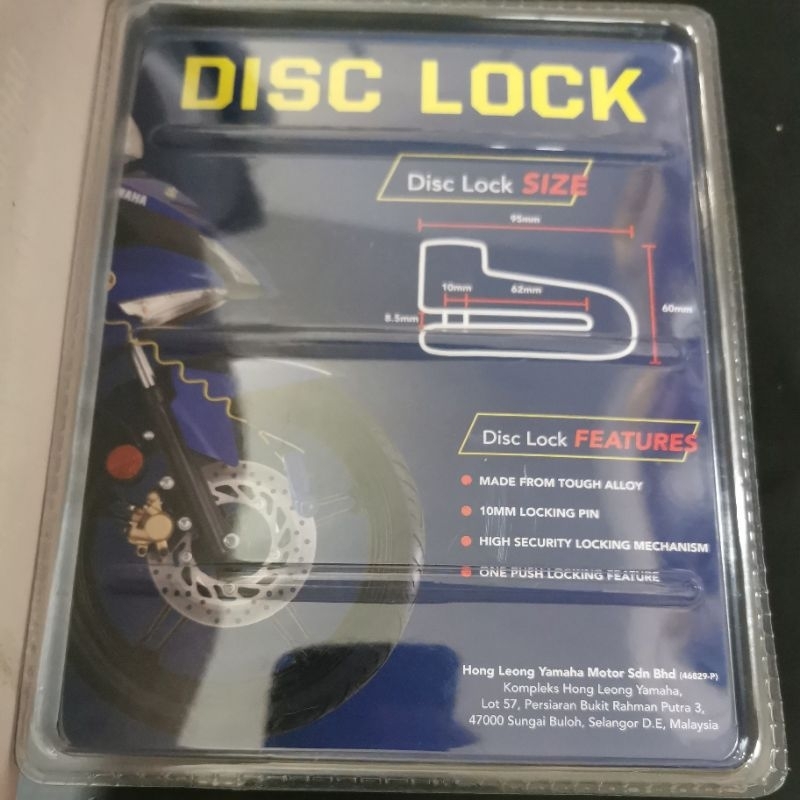 DISC LOCK
Disc Lock SIZE
95mm
10mm
62mm
8.5mm
60mm
Disc Lock FEATURES
MADE FROM TOUGH ALLOY
10MM LOCKING PIN
HIGH SECURITY LOCKING MECHANISM
ONE PUSH LOCKING FEATURE
Hong Leong Yamaha Motor Sdn Bhd (46829-P)
Kompleks Hong Leong Yamaha,
Lot 57, Persiaran Bukit Rahman Putra 3,
47000 Sungai Buloh, Selangor D.E, Malaysia